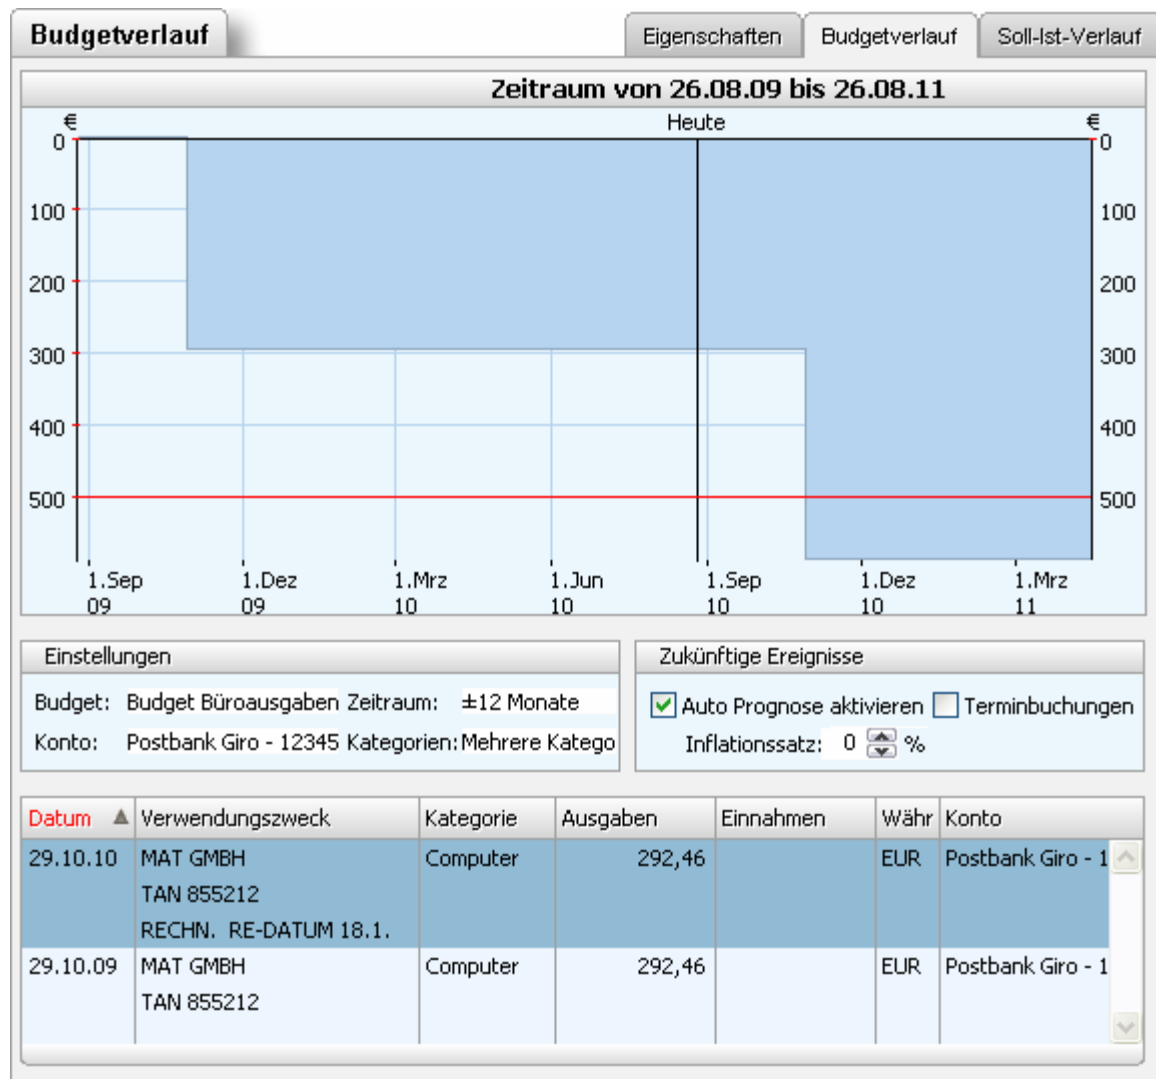 Budgetverlauf
Eigenschaften Budgetverlauf Soll-Ist-Verlauf
Zeitraum von 26.08.09 bis 26.08.11
€ Heute €
0 0
100 100
200 200
300 300
400 400
500 500
1.Sep 1.Dez 1.Mrz 1.Jun 1.Sep 1.Dez 1.Mrz
09 09 10 10 10 10 11
Einstellungen
Budget: Budget Büroausgaben Zeitraum: ±12 Monate
Konto: Postbank Giro - 12345 Kategorien: Mehrere Katego
Zukünftige Ereignisse
Auto Prognose aktivieren Terminbuchungen
Inflationssatz: 0 %
Datum Verwendungszweck Kategorie Ausgaben Einnahmen Währ Konto
29.10.10 MAT GMBH Computer 292,46 EUR Postbank Giro - 1
TAN 855212
RECHN. RE-DATUM 18.1.
29.10.09 MAT GMBH Computer 292,46 EUR Postbank Giro - 1
TAN 855212